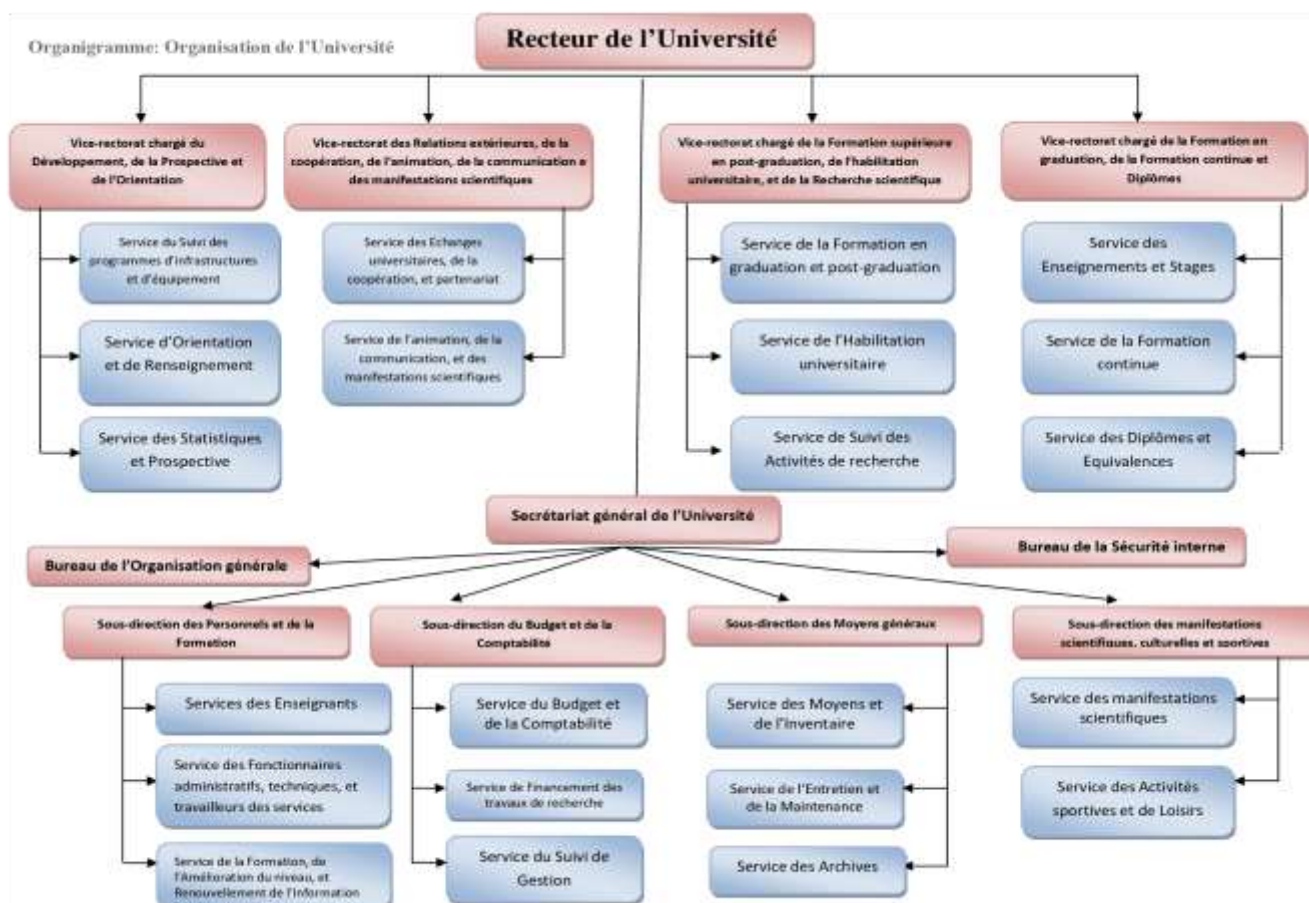 Organigramme: Organisation de l'Université
Recteur de l'Université
Vice-rectorat chargé du
Développement, de la Prospective et
de l'Orientation
Vice-rectorat des Relations extérieures, de la
coopération, de l'animation, de la communication e
des manifestations scientifiques
Vice-rectorat chargé de la Formation supérieure
en post-graduation, de l'habilitation
universitaire, et de la Recherche scientifique
Vice-rectorat chargé de la Formation en
graduation, de la Formation continue et
Diplômes
Service du Suivi des
programmes d'infrastructures
et d'équipement
Service d'Orientation
et de Renseignement
Service des Statistiques
et Prospective
Service des Echanges
universitaires, de la
coopération, et partenariat
Service de l'animation, de la
communication, et des
manifestations scientifiques
Service de la Formation en
graduation et post-graduation
Service de l'Habilitation
universitaire
Service de Suivi des
Activités de recherche
Service des
Enseignements et Stages
Service de la Formation
continue
Service des Diplômes et
Equivalences
Secrétariat général de l'Université
Bureau de l'Organisation générale
Bureau de la Sécurité interne
Sous-direction des Personnels et de la
Formation
Sous-direction du Budget et de la
Comptabilité
Sous-direction des Moyens généraux
Sous-direction des manifestations
scientifiques, culturelles et sportives
Services des Enseignants
Service des Fonctionnaires
administratifs, techniques, et
travailleurs des services
Service de la Formation, de
l'Amélioration du niveau, et
Renouvellement de l'Information
Service du Budget et
de la Comptabilité
Service de Financement des
travaux de recherche
Service du Suivi de
Gestion
Service des Moyens et
de l'Inventaire
Service de l'Entretien et
de la Maintenance
Service des Archives
Service des manifestations
scientifiques
Service des Activités
sportives et de Loisirs